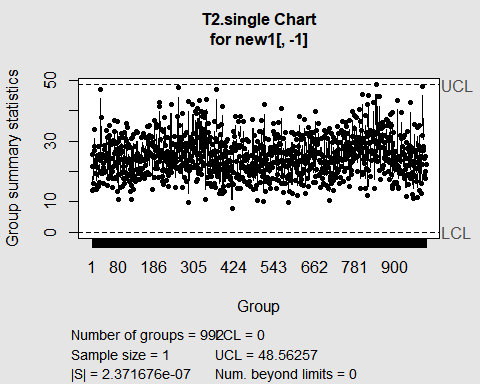 T2.single Chart
for new1[, -1]
Group summary statistics
50
30
10
0
UCL
LCL
1 80 186 305 424 543 662 781 900
Group
Number of groups = 992
LCL = 0
Sample size = 1
UCL = 48.56257
|S| = 2.371676e-07
Num. beyond limits = 0